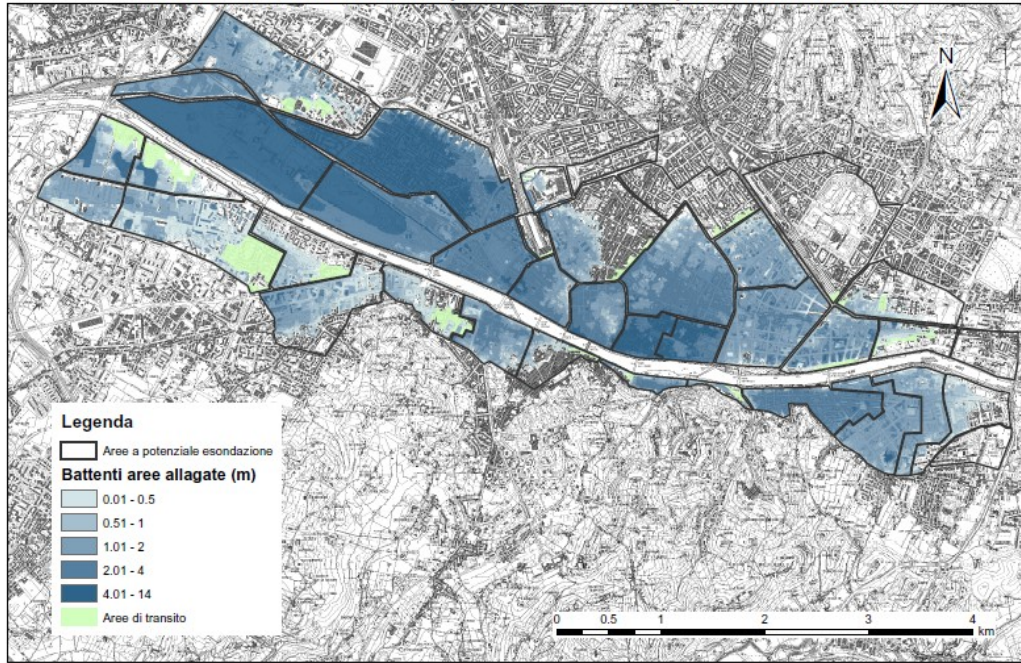 N
Legenda
Aree a potenziale esondazione
Battenti aree allagate (m)
0.01 - 0.5
0.51 - 1
1.01 - 2
2.01 - 4
4.01 - 14
Aree di transito
0 0.5 1 2 3 4
km